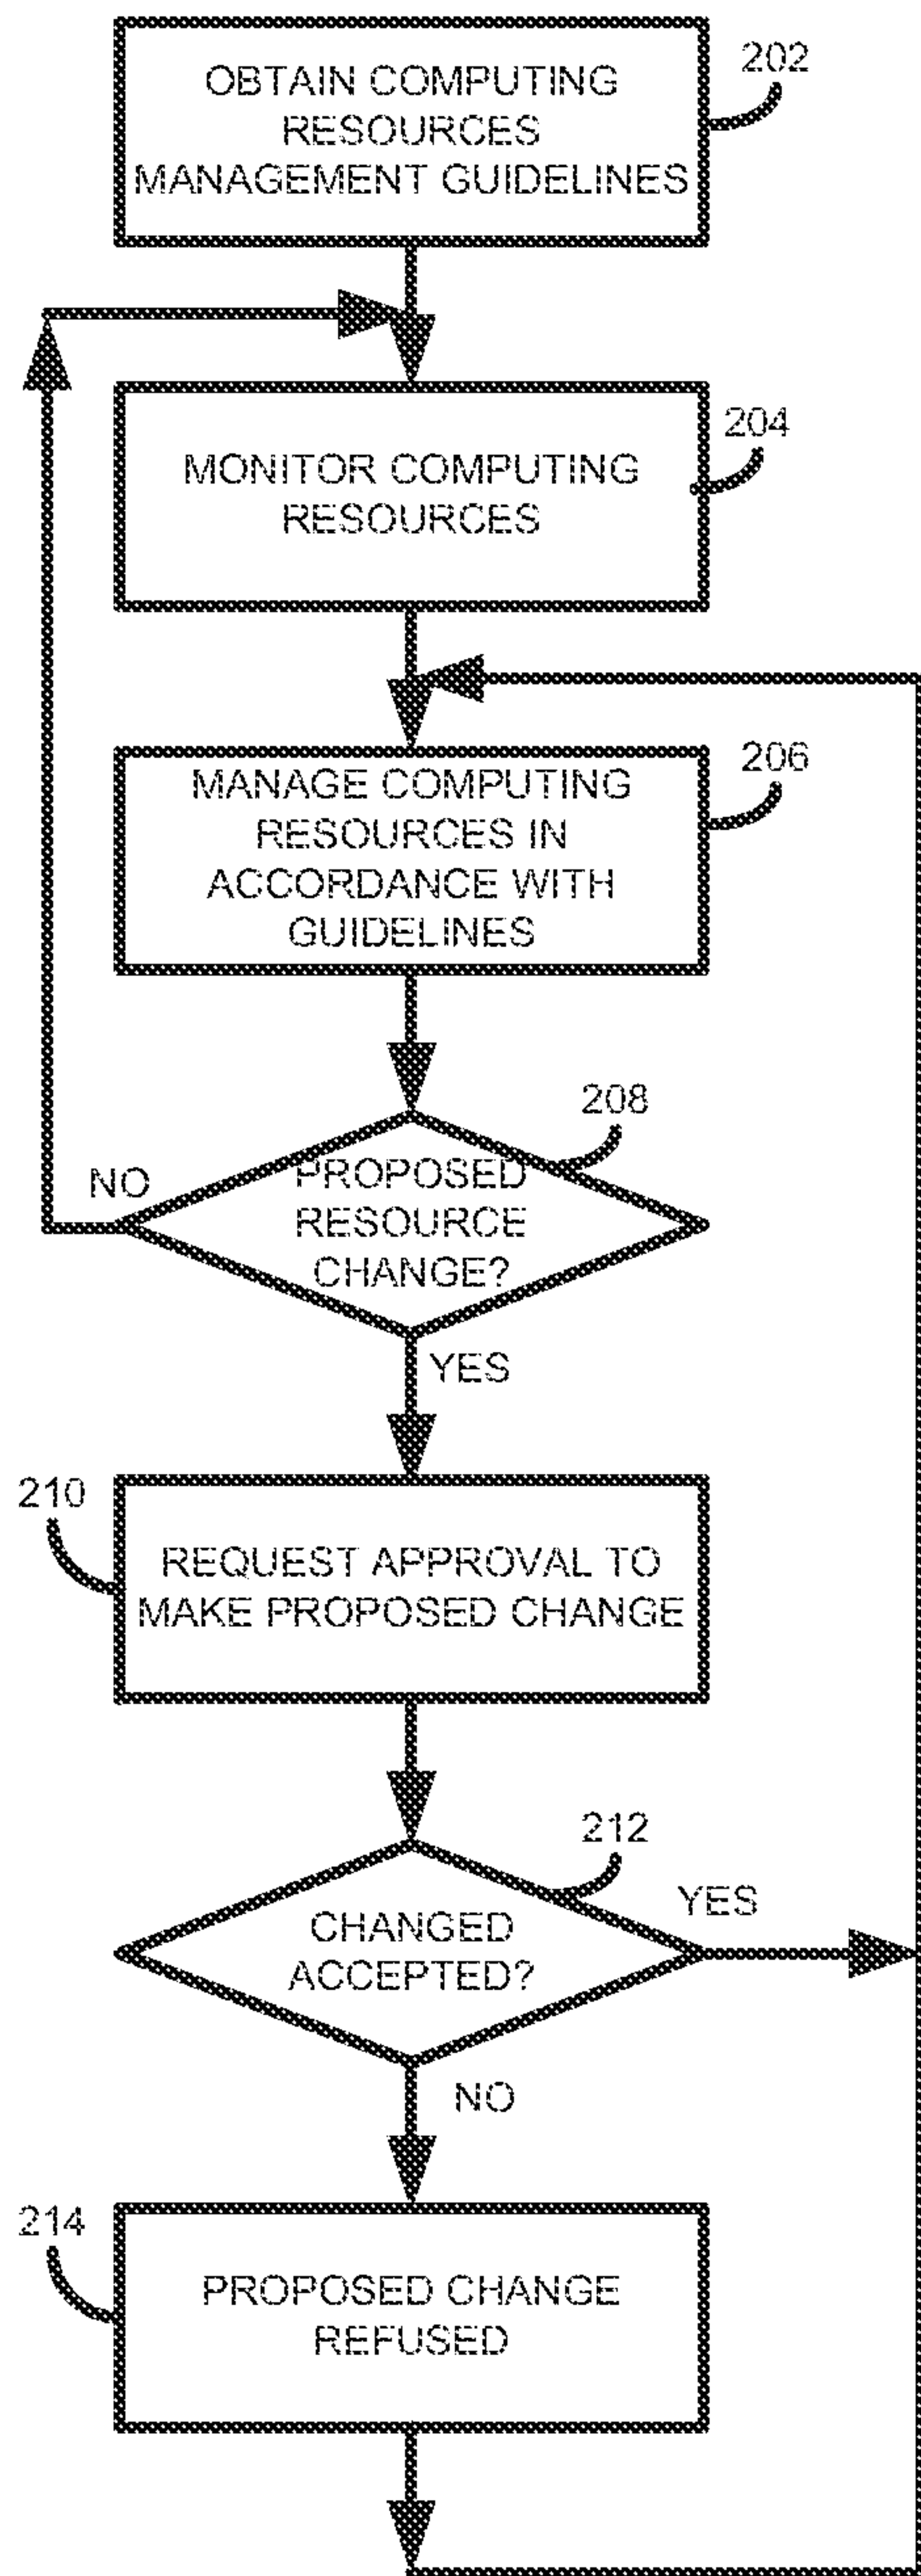 OBTAIN COMPUTING
RESOURCES
MANAGEMENT GUIDELINES
202
MONITOR COMPUTING
RESOURCES
204
MANAGE COMPUTING
RESOURCES IN
ACCORDANCE WITH
GUIDELINES
206
208
NO
PROPOSED
RESOURCE
CHANGE?
YES
210
REQUEST APPROVAL TO
MAKE PROPOSED CHANGE
212
YES
CHANGED
ACCEPTED?
NO
214
PROPOSED CHANGE
REFUSED